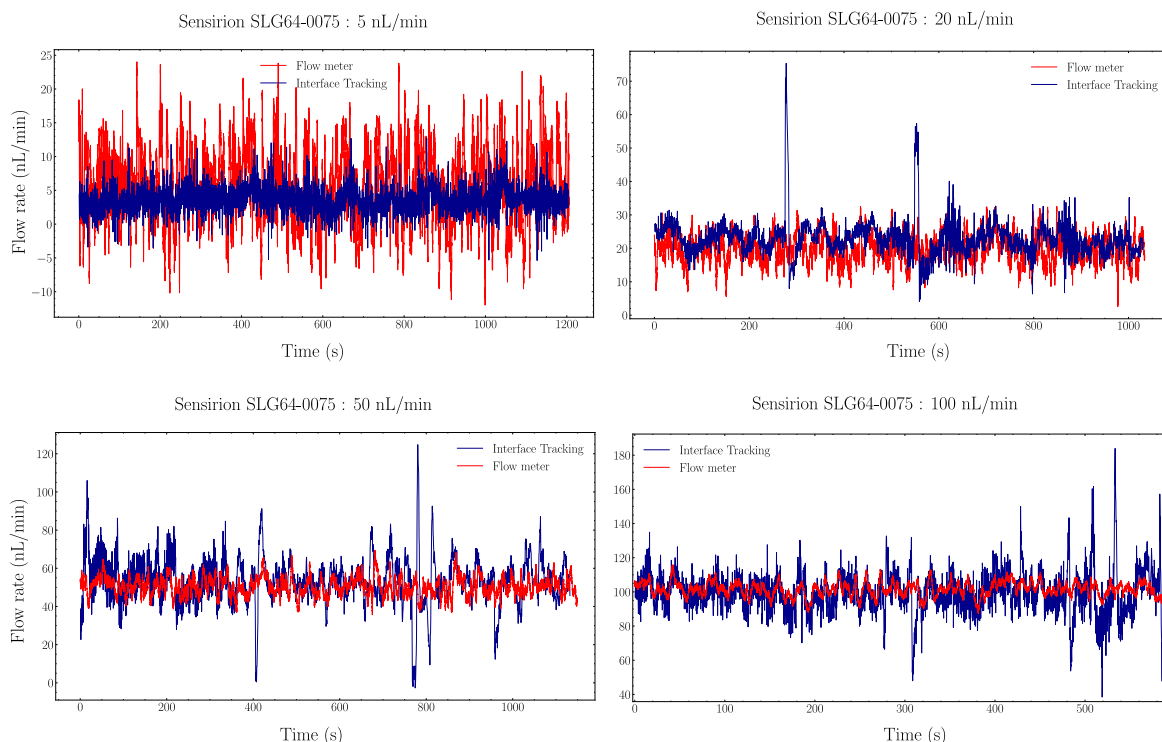 Sensirion SLG64-0075 : 5 nL/min
25
20
15
10
5
0
−5
−10
Flow rate (nL/min)
Flow meter
Interface Tracking
0 200 400 600 800 1000 1200
Time (s)
Sensirion SLG64-0075 : 20 nL/min
70
60
50
40
30
20
10
0
Flow meter
Interface Tracking
0 200 400 600 800 1000
Time (s)
Sensirion SLG64-0075 : 50 nL/min
120
100
80
60
40
20
0
Flow rate (nL/min)
Interface Tracking
Flow meter
0 200 400 600 800 1000
Time (s)
Sensirion SLG64-0075 : 100 nL/min
180
160
140
120
100
80
60
40
Interface Tracking
Flow meter
0 100 200 300 400 500
Time (s)